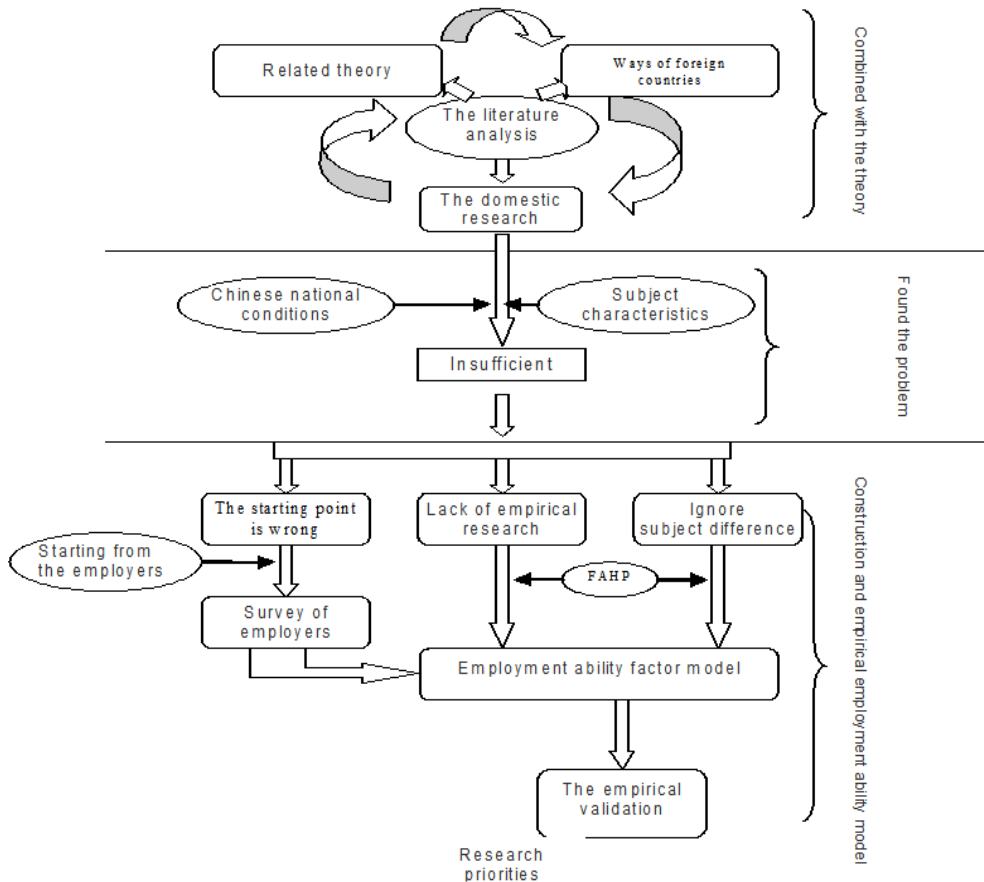 Related theory
Ways of foreign
countries
The literature
analysis
The domestic
research
Combined with the theory
Chinese national
conditions
Subject
characteristics
Insufficient
Found the problem
The starting point
is wrong
Lack of empirical
research
Ignore
subject difference
Starting from
the employers
FAHP
Survey of
employers
Employment ability factor model
The empirical
validation
Construction and empirical employment ability model
Research
priorities